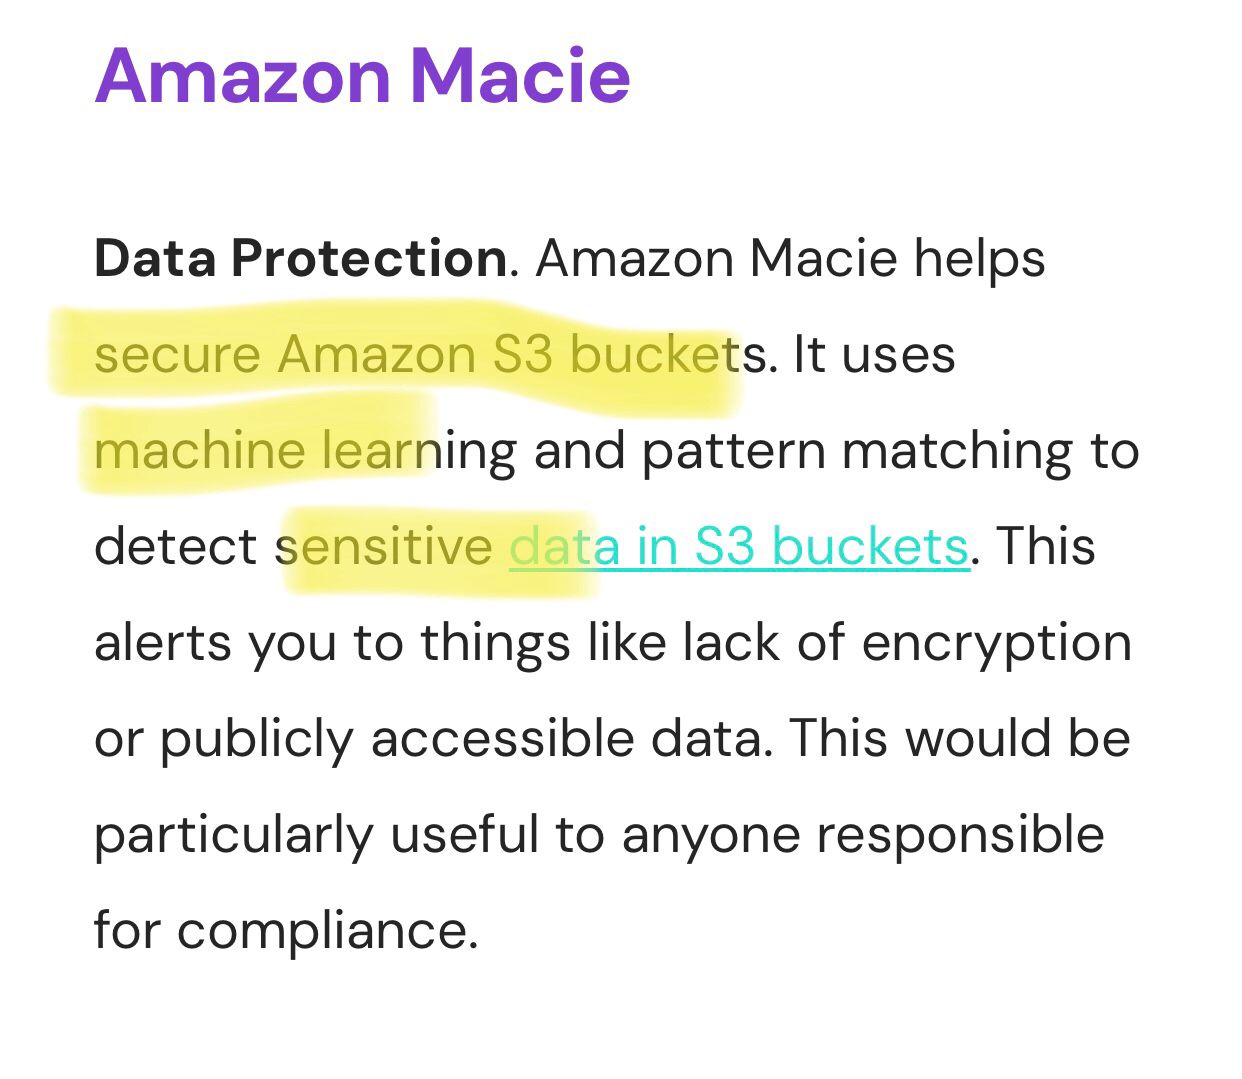 Amazon Macie
Data Protection. Amazon Macie helps
secure Amazon S3 buckets. It uses
machine learning and pattern matching to
detect sensitive data in S3 buckets. This
alerts you to things like lack of encryption
or publicly accessible data. This would be
particularly useful to anyone responsible
for compliance.